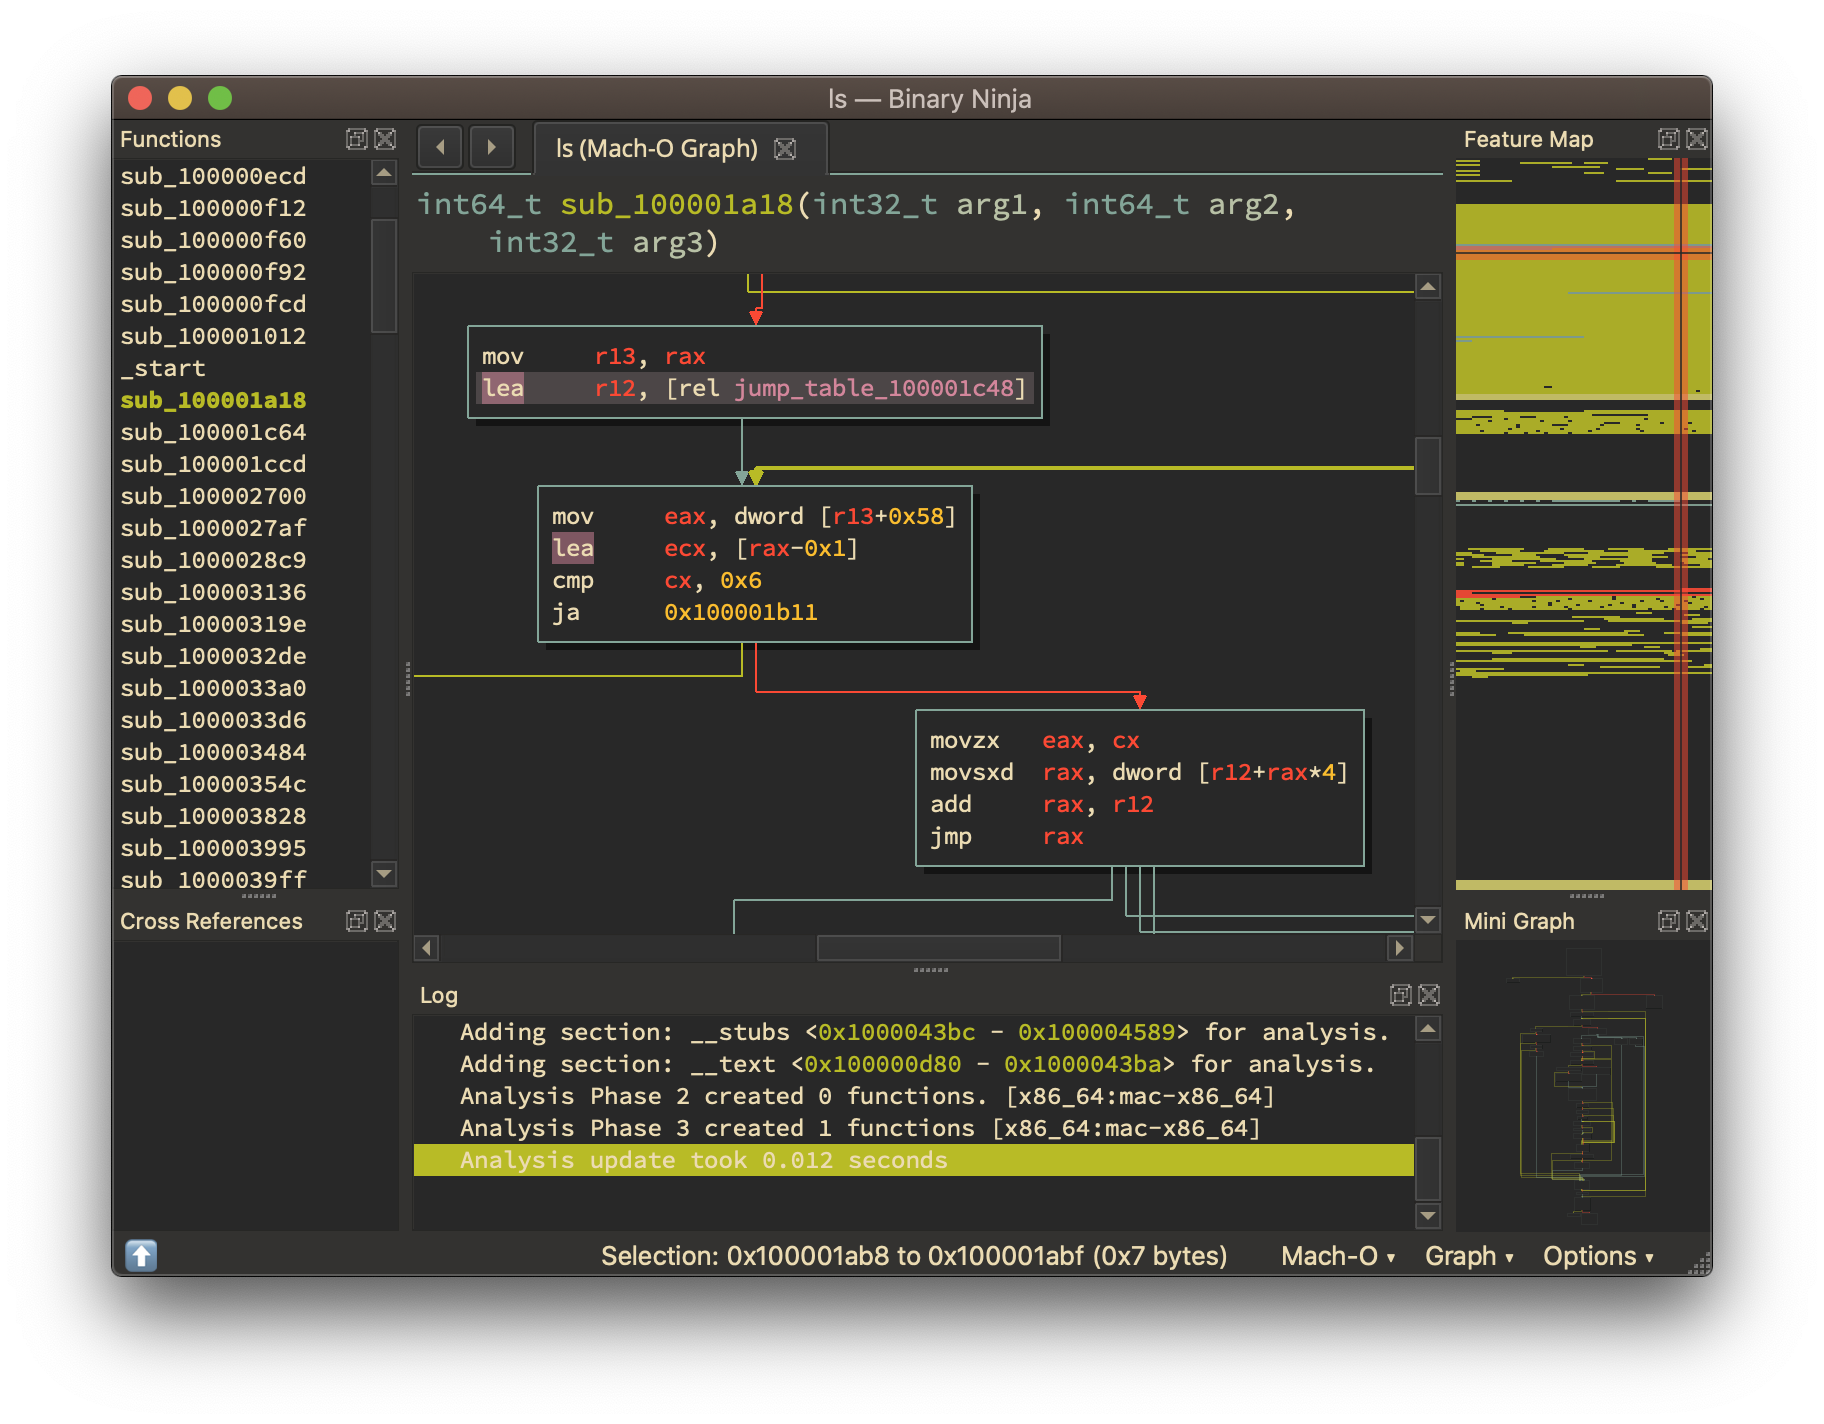 ls — Binary Ninja
Functions
sub_100000ecd
sub_100000f12
sub_100000f60
sub_100000f92
sub_100000fcd
sub_100001012
_start
sub_100001a18
sub_100001c64
sub_100001ccd
sub_100002700
sub_1000027af
sub_1000028c9
sub_100003136
sub_10000319e
sub_1000032de
sub_1000033a0
sub_1000033d6
sub_100003484
sub_10000354c
sub_100003828
sub_100003995
sub_1000039ff
Cross References
ls (Mach-O Graph)
int64_t sub_100001a18(int32_t arg1, int64_t arg2,
int32_t arg3)
mov r13, rax
lea r12, [rel jump_table_100001c48]
mov eax, dword [r13+0x58]
lea ecx, [rax-0x1]
cmp cx, 0x6
ja 0x100001b11
movzx eax, cx
movsxd rax, dword [r12+rax*4]
add rax, r12
jmp rax
Log
Adding section: __stubs <0x1000043bc - 0x100004589> for analysis.
Adding section: __text <0x100000d80 - 0x1000043ba> for analysis.
Analysis Phase 2 created 0 functions. [x86_64:mac-x86_64]
Analysis Phase 3 created 1 functions [x86_64:mac-x86_64]
Analysis update took 0.012 seconds
Feature Map
Mini Graph
Selection: 0x100001ab8 to 0x100001abf (0x7 bytes)
Mach-O
Graph
Options